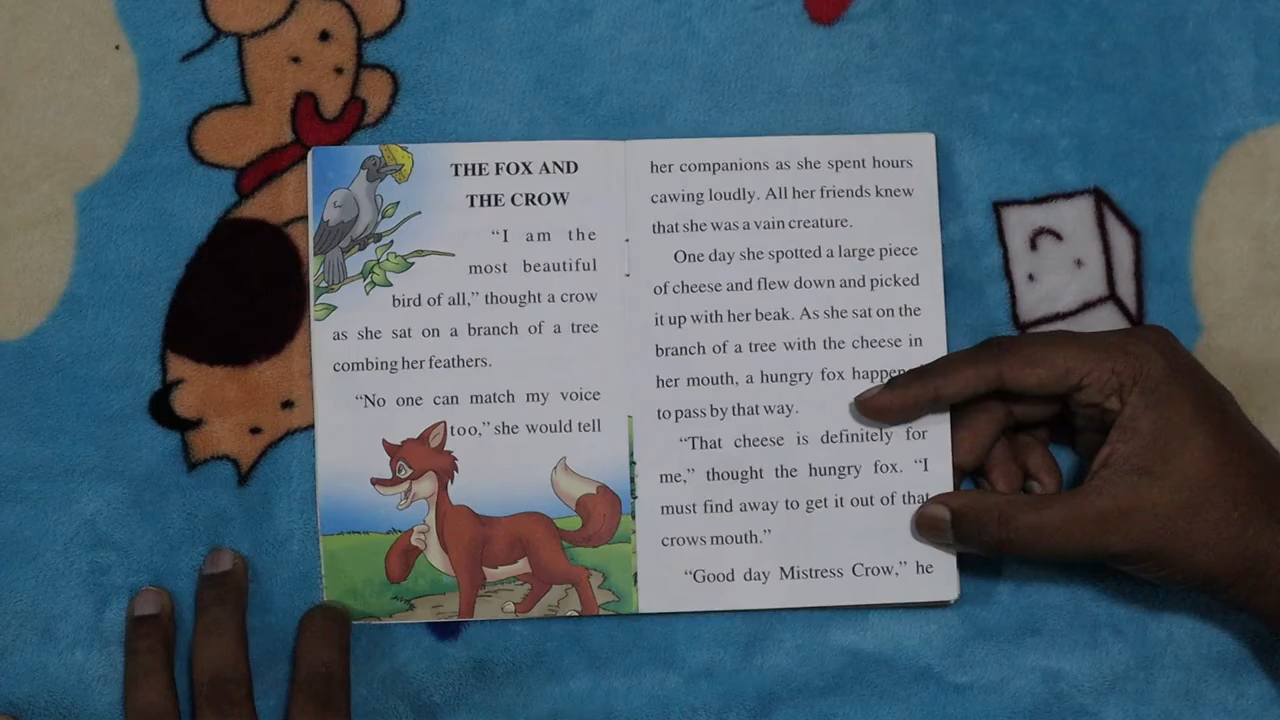 THE FOX AND
THE CROW
“I am the
most beautiful
bird of all,” thought a crow
as she sat on a branch of a tree
combing her feathers.
“No one can match my voice
too,” she would tell
her companions as she spent hours
cawing loudly. All her friends knew
that she was a vain creature.
One day she spotted a large piece
of cheese and flew down and picked
it up with her beak. As she sat on the
branch of a tree with the cheese in
her mouth, a hungry fox
to pass by that way.
“That cheese is definitely for
me,” thought the hungry fox. “I
must find away to get it out of that
crows mouth.”
“Good day Mistress Crow,” he